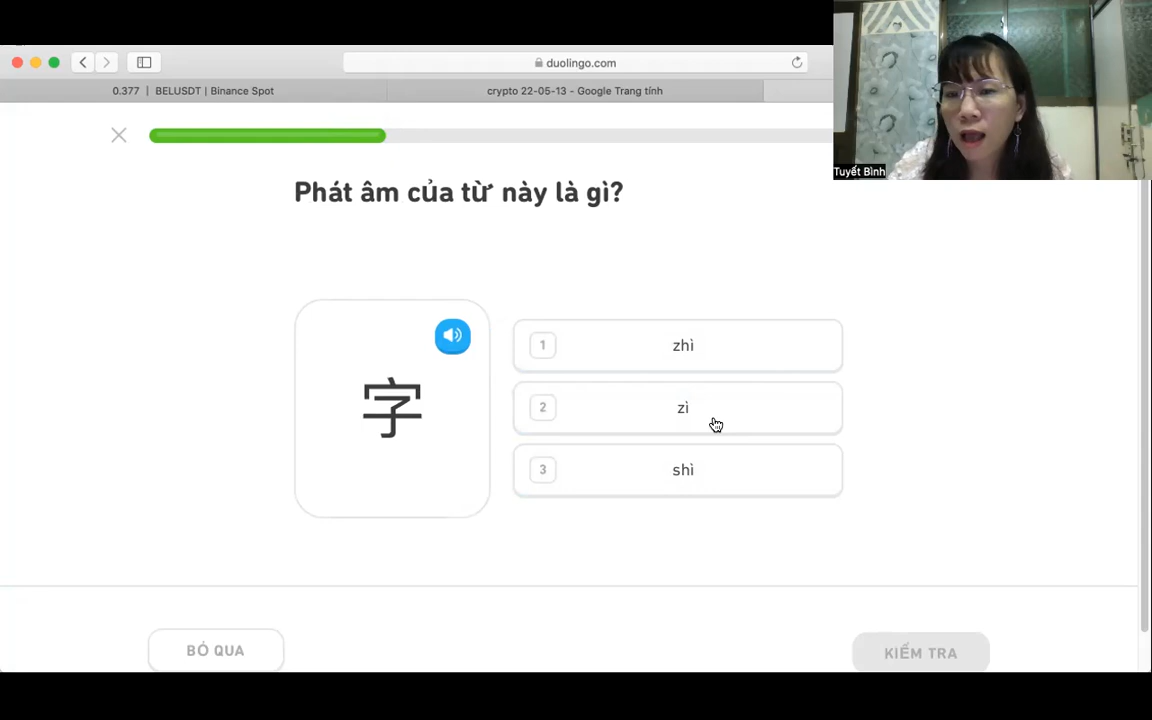 duolingo.com
0.377 | BELUSDT | Binance Spot
crypto 22-05-13 - Google Trang tính
Tuyết Bình
Phát âm của từ này là gì?
字
1 zhì
2 zì
3 shì
BỎ QUA
KIỂM TRA